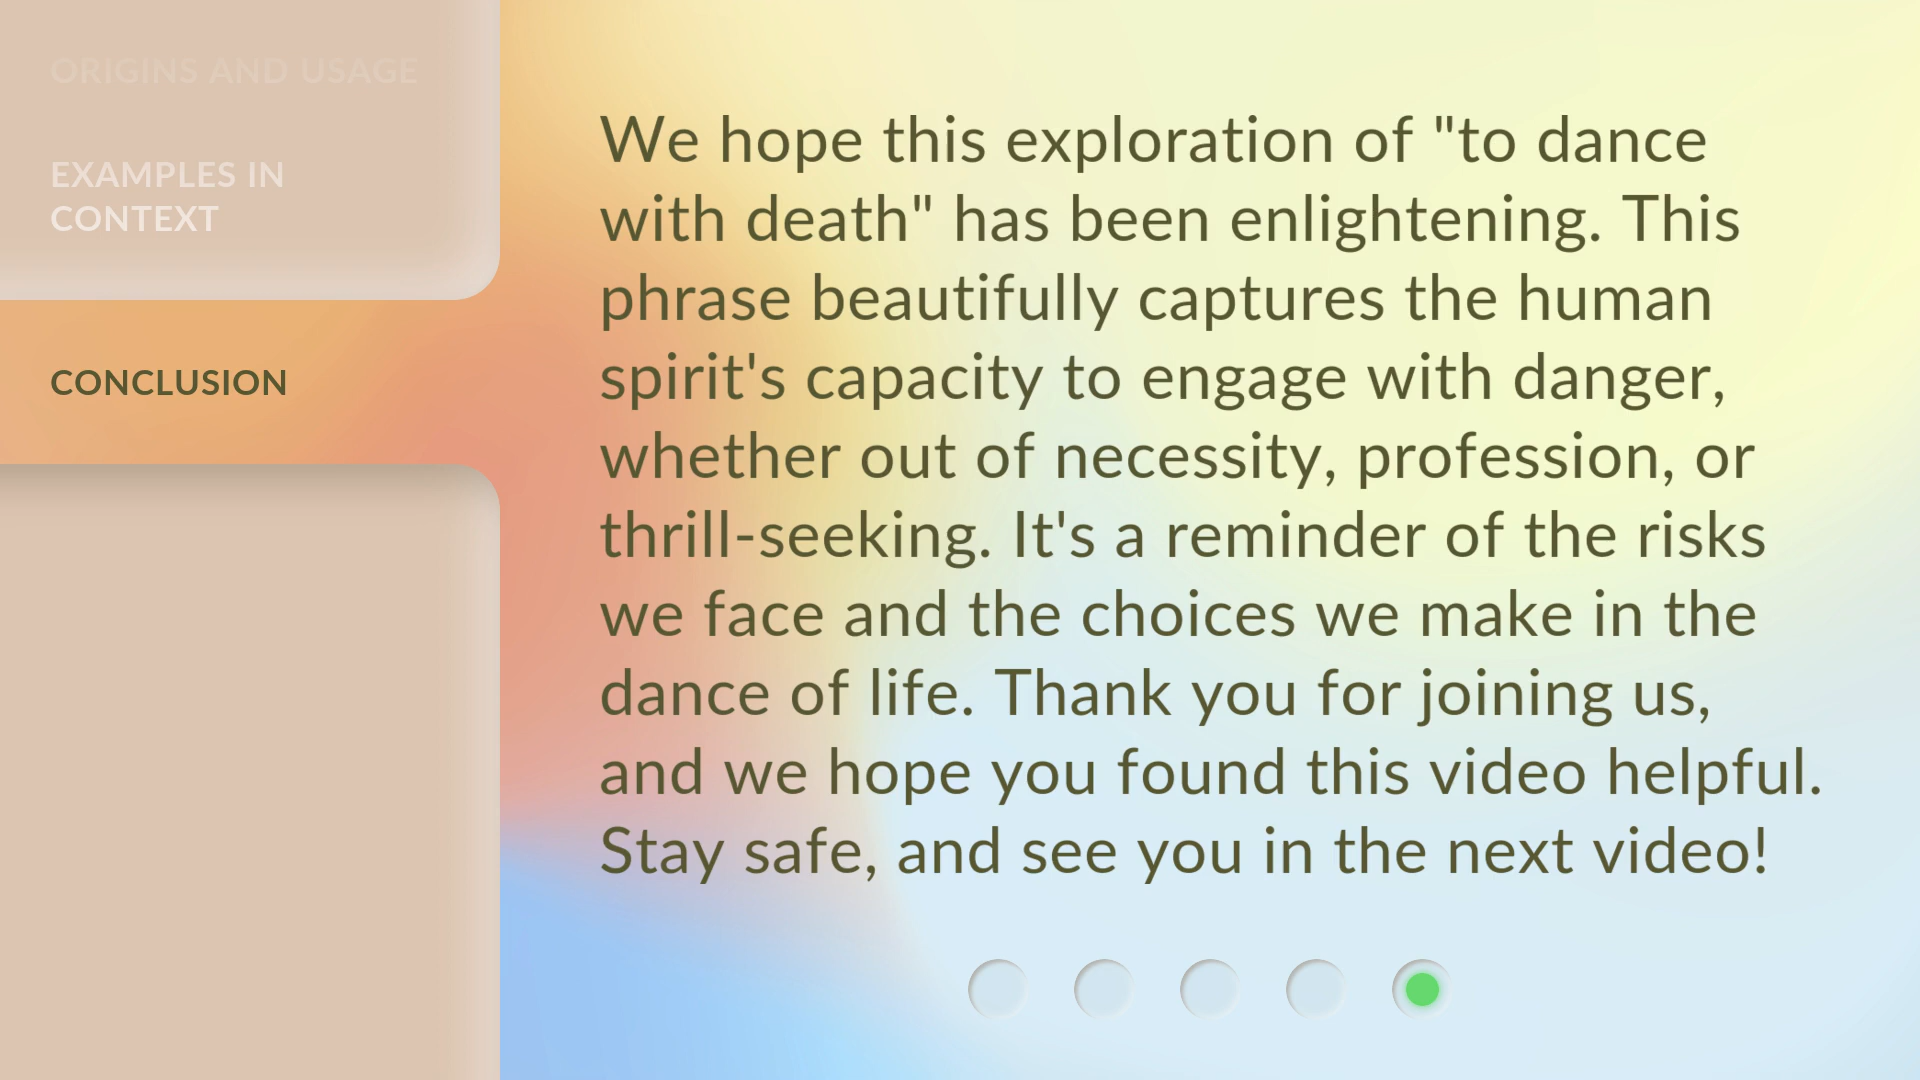 ORIGINS AND USAGE
EXAMPLES IN
CONTEXT
CONCLUSION
We hope this exploration of "to dance
with death" has been enlightening. This
phrase beautifully captures the human
spirit's capacity to engage with danger,
whether out of necessity, profession, or
thrill-seeking. It's a reminder of the risks
we face and the choices we make in the
dance of life. Thank you for joining us,
and we hope you found this video helpful.
Stay safe, and see you in the next video!